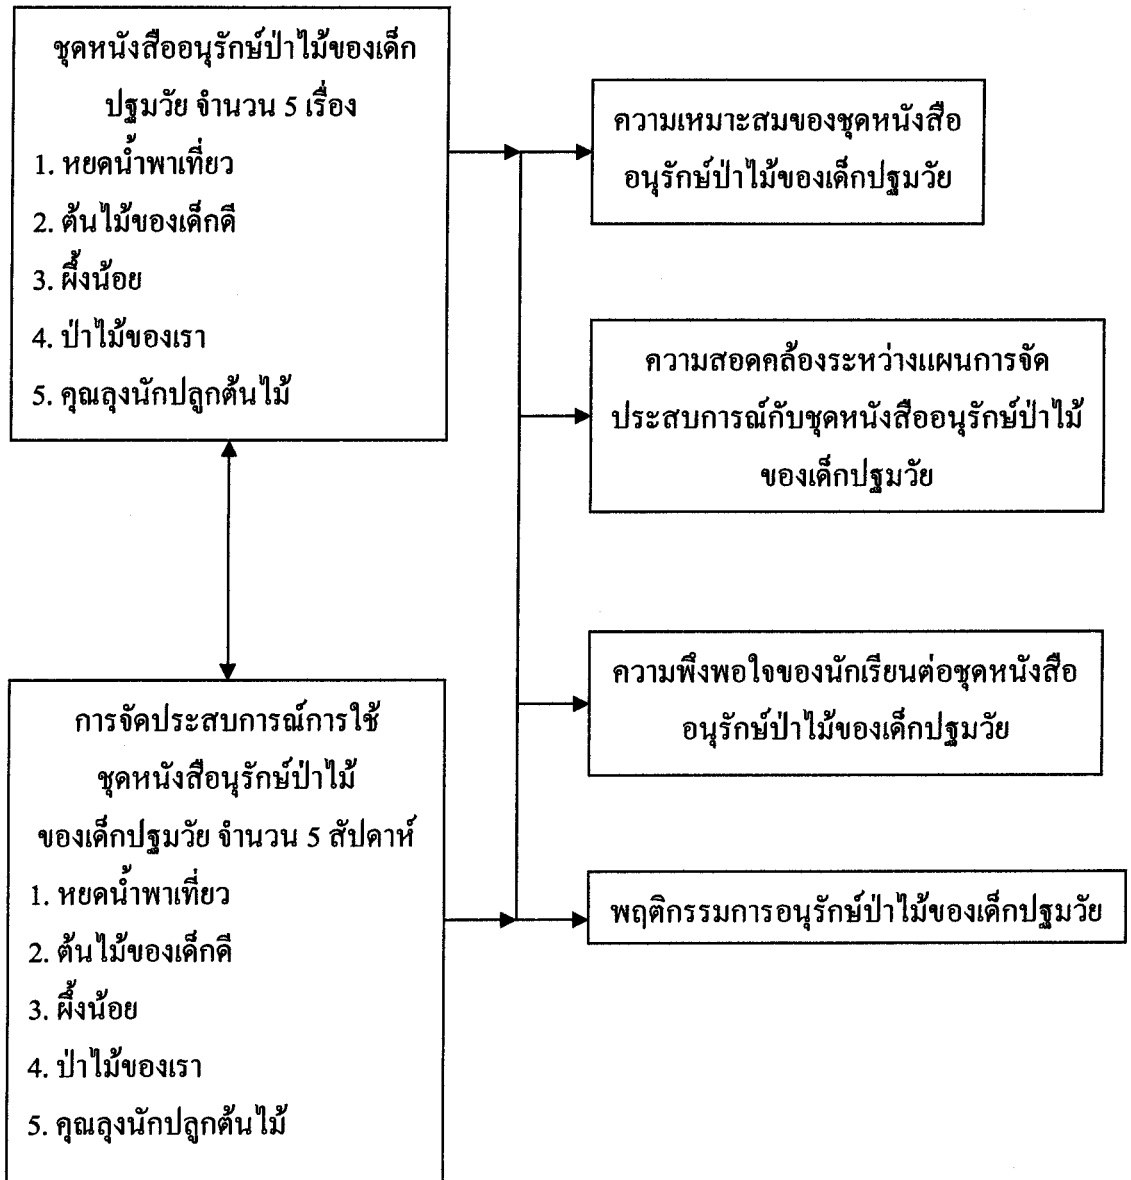 ชุดหนังสืออนุรักษ์ป่าไม้ของเด็ก
ปฐมวัย จำนวน 5 เรื่อง
1. หยดน้ำพาเที่ยว
2. ต้นไม้ของเด็กดี
3. ผึ้งน้อย
4. ป่าไม้ของเรา
5. คุณลุงนักปลูกต้นไม้
ความเหมาะสมของชุดหนังสือ
อนุรักษ์ป่าไม้ของเด็กปฐมวัย
ความสอดคล้องระหว่างแผนการจัด
ประสบการณ์กับชุดหนังสืออนุรักษ์ป่าไม้
ของเด็กปฐมวัย
ความพึงพอใจของนักเรียนต่อชุดหนังสือ
อนุรักษ์ป่าไม้ของเด็กปฐมวัย
การจัดประสบการณ์การใช้
ชุดหนังสือนุรักษ์ป่าไม้
ของเด็กปฐมวัย จำนวน 5 สัปดาห์
1. หยดน้ำพาเที่ยว
2. ต้นไม้ของเด็กดี
3. ผึ้งน้อย
4. ป่าไม้ของเรา
5. คุณลุงนักปลูกต้นไม้
พฤติกรรมการอนุรักษ์ป่าไม้ของเด็กปฐมวัย